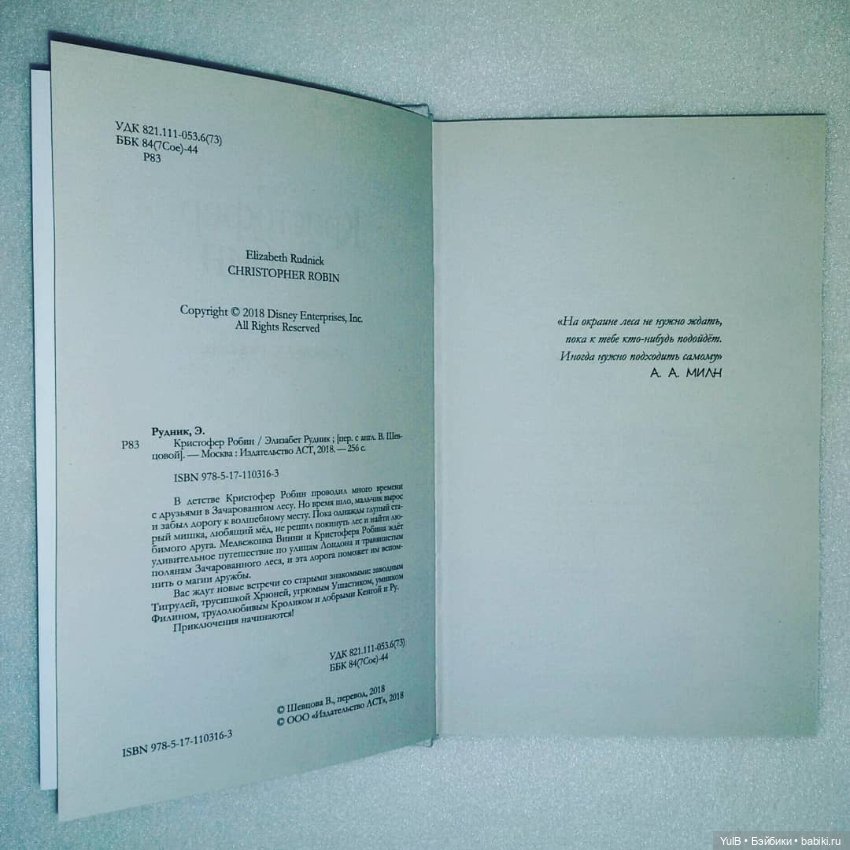 УДК 821.111-053.6(73)
ББК 84(7Сое)-44
Р83
Elizabeth Rudnick
CHRISTOPHER ROBIN
Copyright © 2018 Disney Enterprises, Inc.
All Rights Reserved
Рудник, Э.
Р83 Кристофер Робин / Элизабет Рудник ; [пер. с англ. В. Шев-
цовой]. — Москва : Издательство АСТ, 2018. — 256 с.
ISBN 978-5-17-110316-3
В детстве Кристофер Робин проводил много времени
с друзьями в Зачарованном лесу. Но время шло, мальчик вырос
и забыл дорогу к волшебному месту. Пока однажды глупый ста-
рый мишка, любящий мёд, не решил покинуть лес и найти лю-
бимого друга. Медвежонка Винни и Кристофера Робина ждёт
удивительное путешествие по улицам Лондона и травянистым
полянам Зачарованного леса, и эта дорога поможет им вспом-
нить о магии дружбы.
Вас ждут новые встречи со старыми знакомыми: заводным
Тигрулей, трусишкой Хрюней, угрюмым Ушастиком, умником
Филином, трудолюбивым Кроликом и добрыми Кенгой и Ру.
Приключения начинаются!
УДК 821.111-053.6(73)
ББК 84(7Сое)-44
© Шевцова В., перевод, 2018
© ООО «Издательство АСТ», 2018
ISBN 978-5-17-110316-3
«На окраине леса не нужно ждать,
пока к тебе кто-нибудь подойдёт.
Иногда нужно подходить самому»
А. А. МИЛН
YulB • Бэйбики • babiki.ru